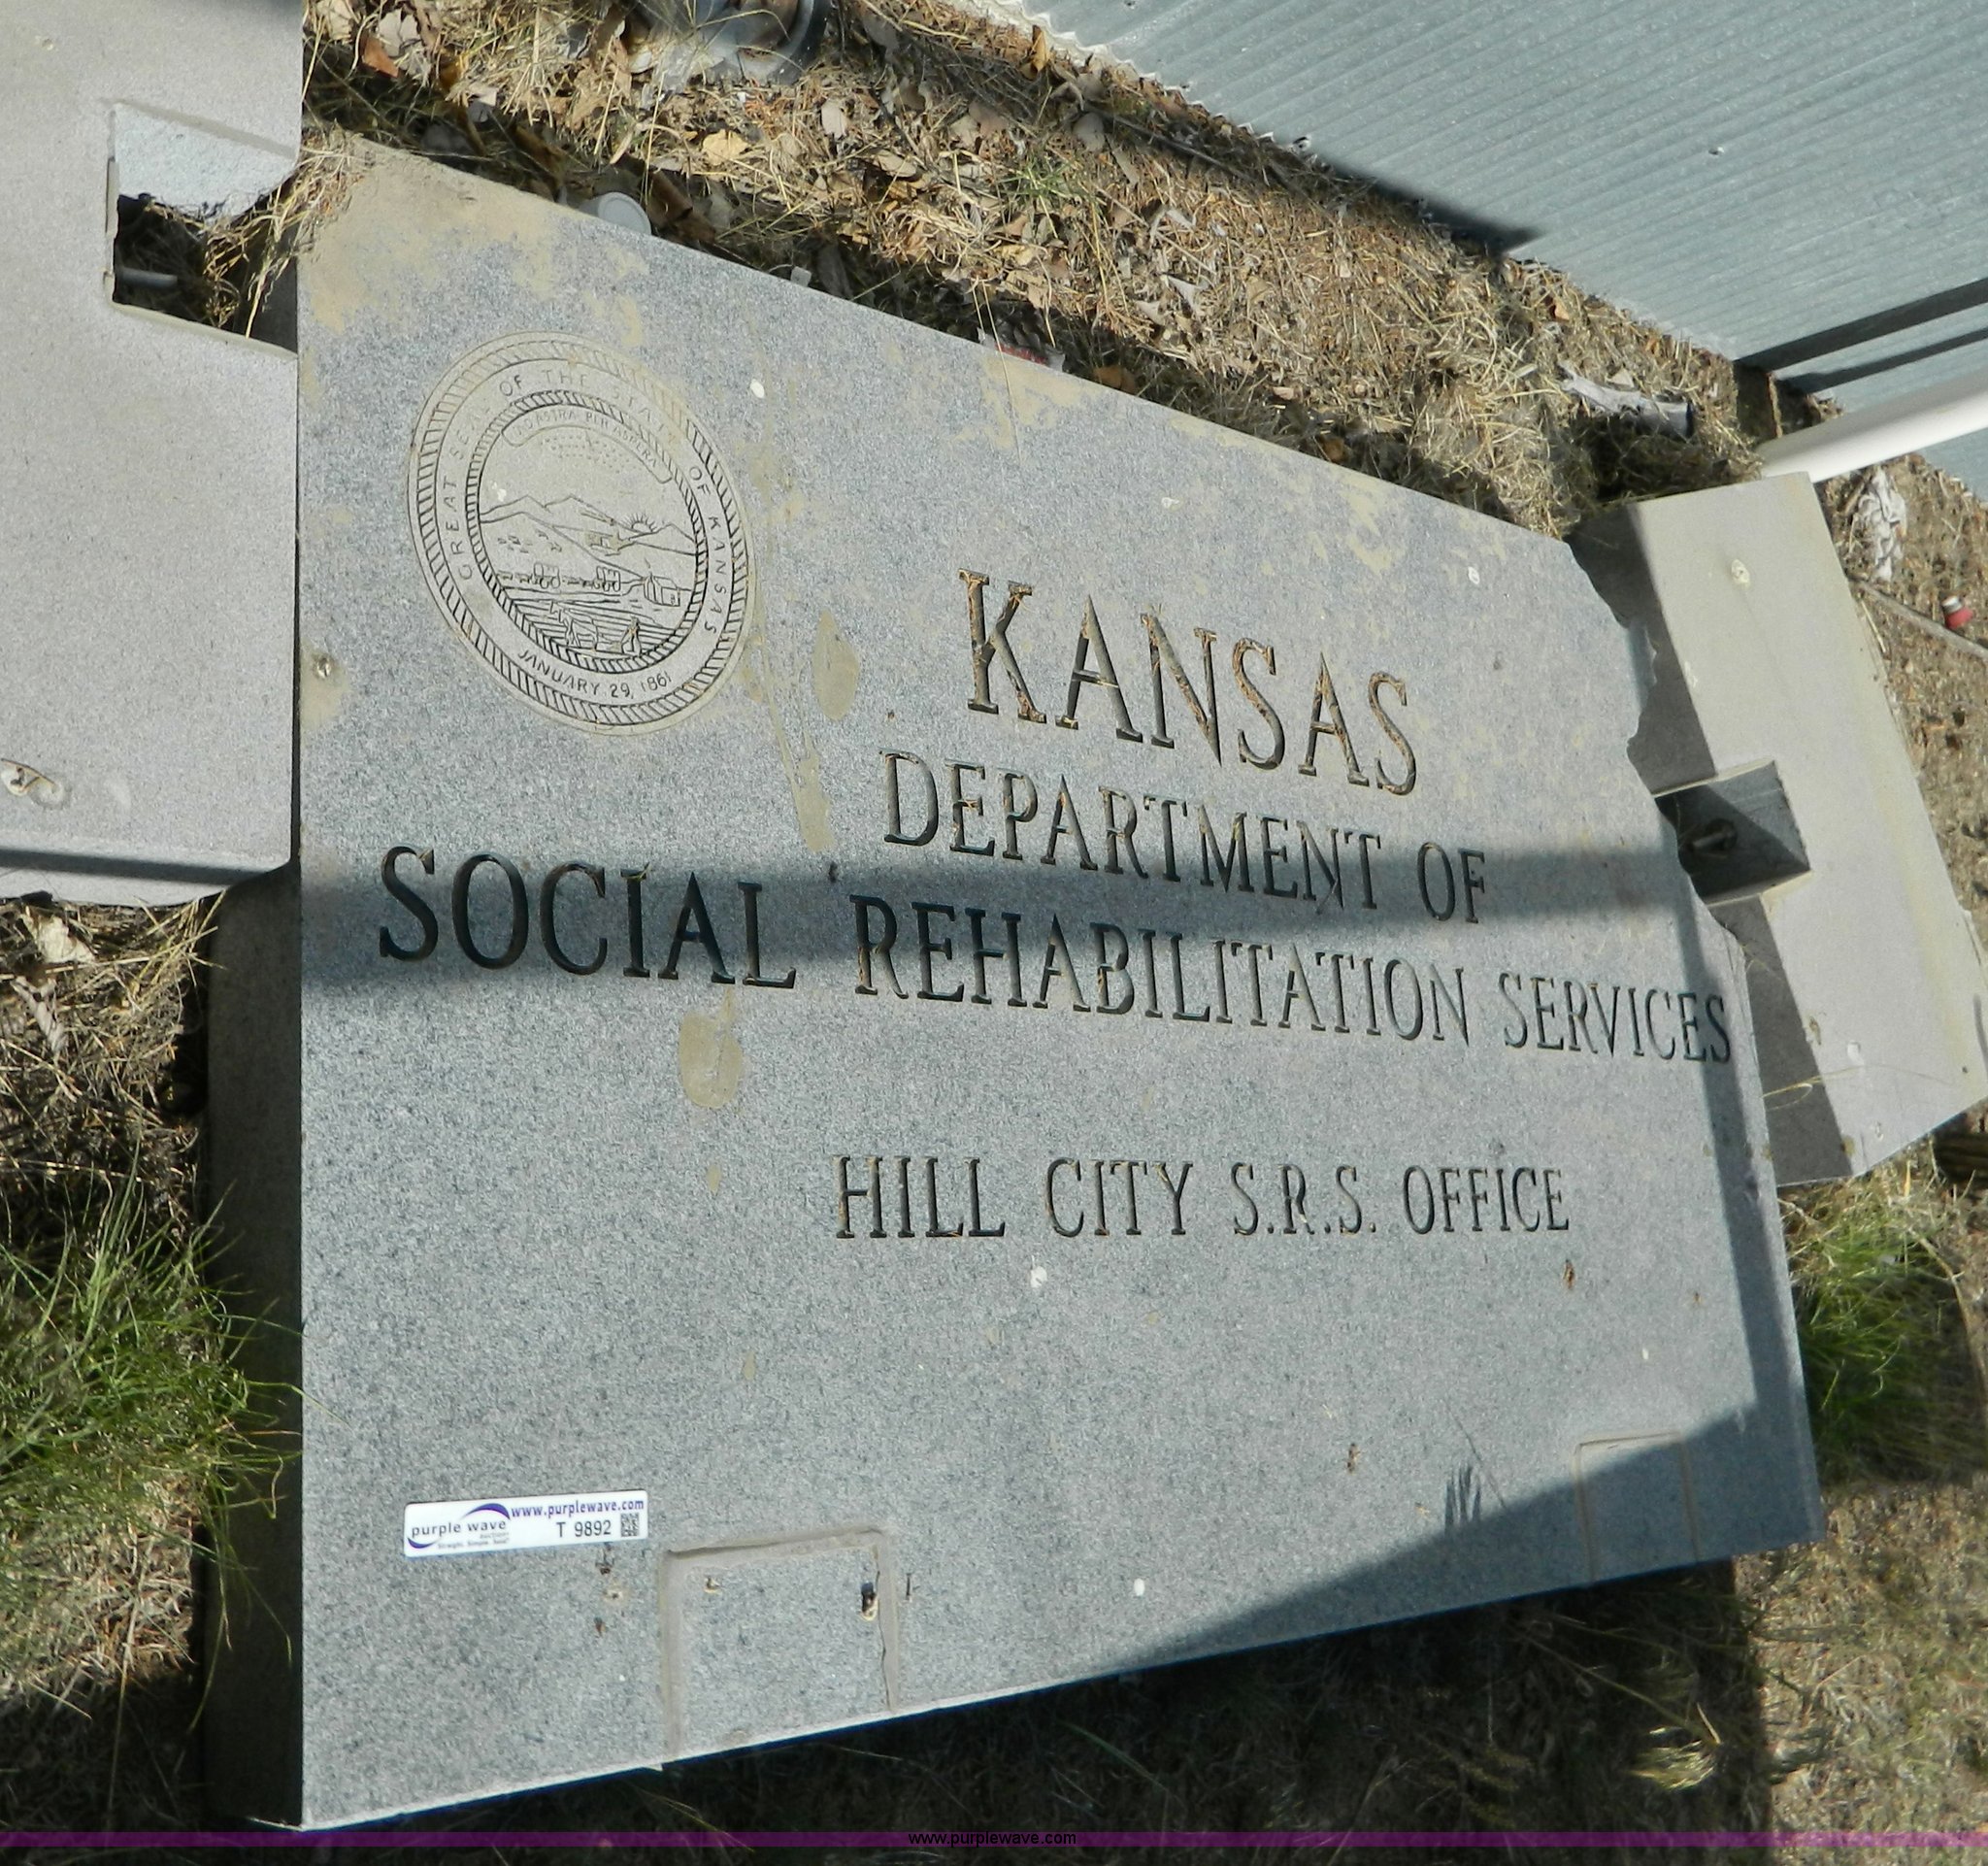 GREAT SEAL OF THE STATE OF KANSAS
AD ASTRA PER ASPERA
JANUARY 29, 1861
KANSAS
DEPARTMENT OF
SOCIAL REHABILITATION SERVICES
HILL CITY S.R.S. OFFICE
www.purplewave.com
purple wave
T 9892
www.purplewave.com